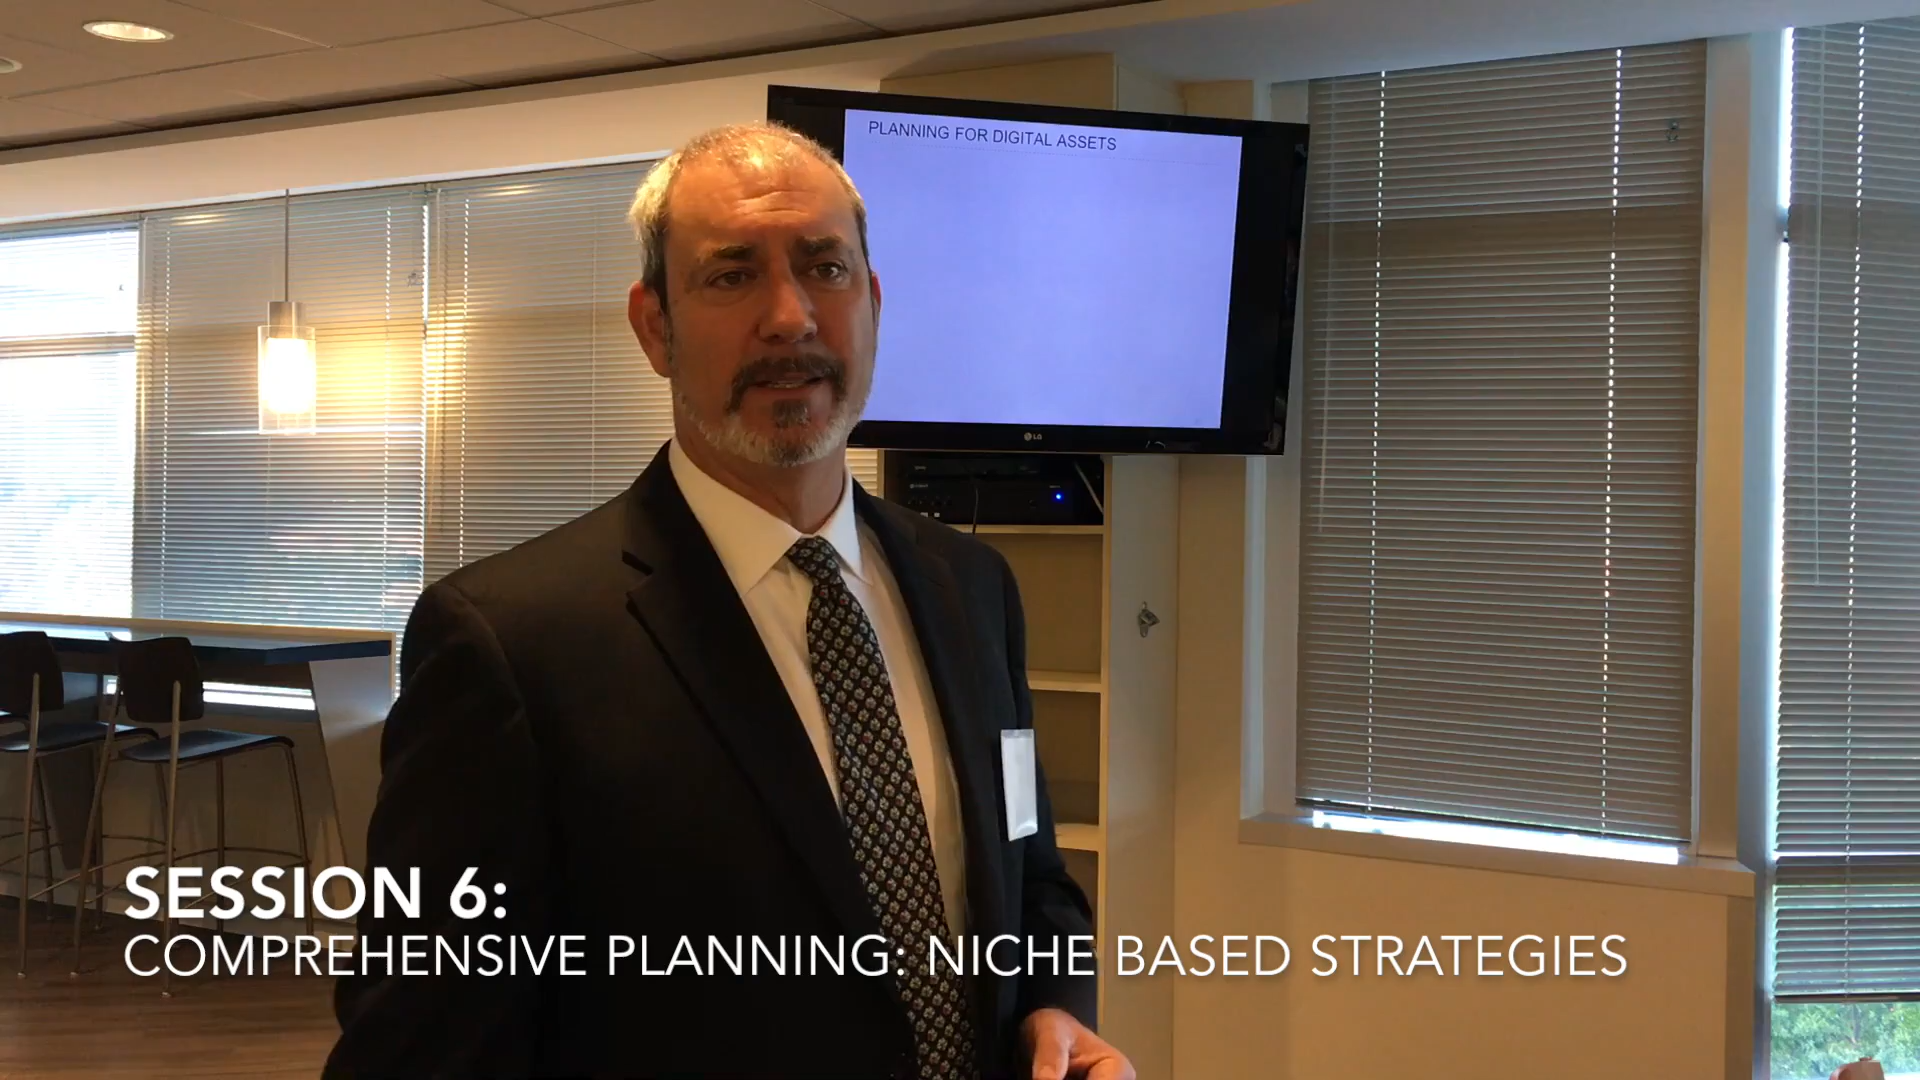 PLANNING FOR DIGITAL ASSETS
LG
SESSION 6:
COMPREHENSIVE PLANNING: NICHE BASED STRATEGIES